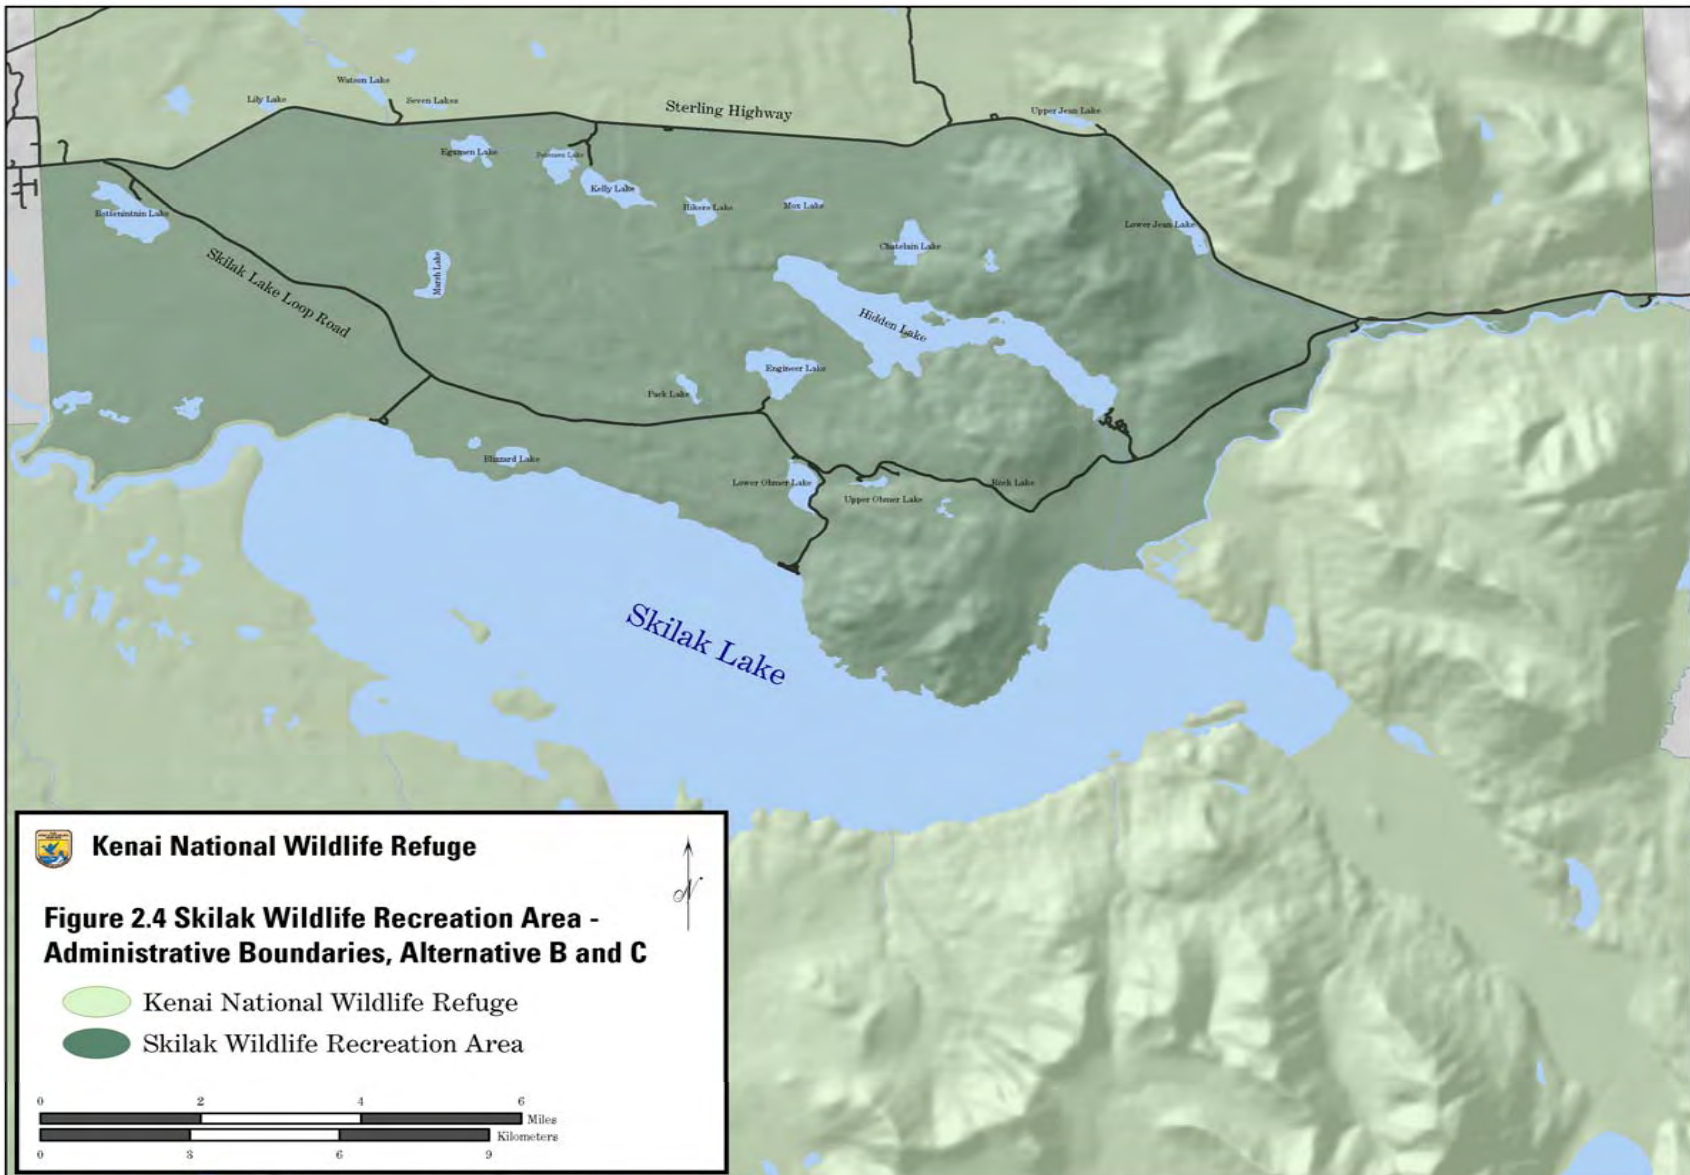 Watson Lake
Lily Lake
Seven Lakes
Sterling Highway
Upper Jean Lake
Egumen Lake
Petersen Lake
Kelly Lake
Hikers Lake
Mox Lake
Lower Jean Lake
Chatelain Lake
Marsh Lake
Skilak Lake Loop Road
Hidden Lake
Engineer Lake
Pack Lake
Blizzard Lake
Lower Ohmer Lake
Upper Ohmer Lake
Rock Lake
Skilak Lake
Kenai National Wildlife Refuge
N
Figure 2.4 Skilak Wildlife Recreation Area -
Administrative Boundaries, Alternative B and C
Kenai National Wildlife Refuge
Skilak Wildlife Recreation Area
0 2 4 6
Miles
Kilometers
0 3 6 9